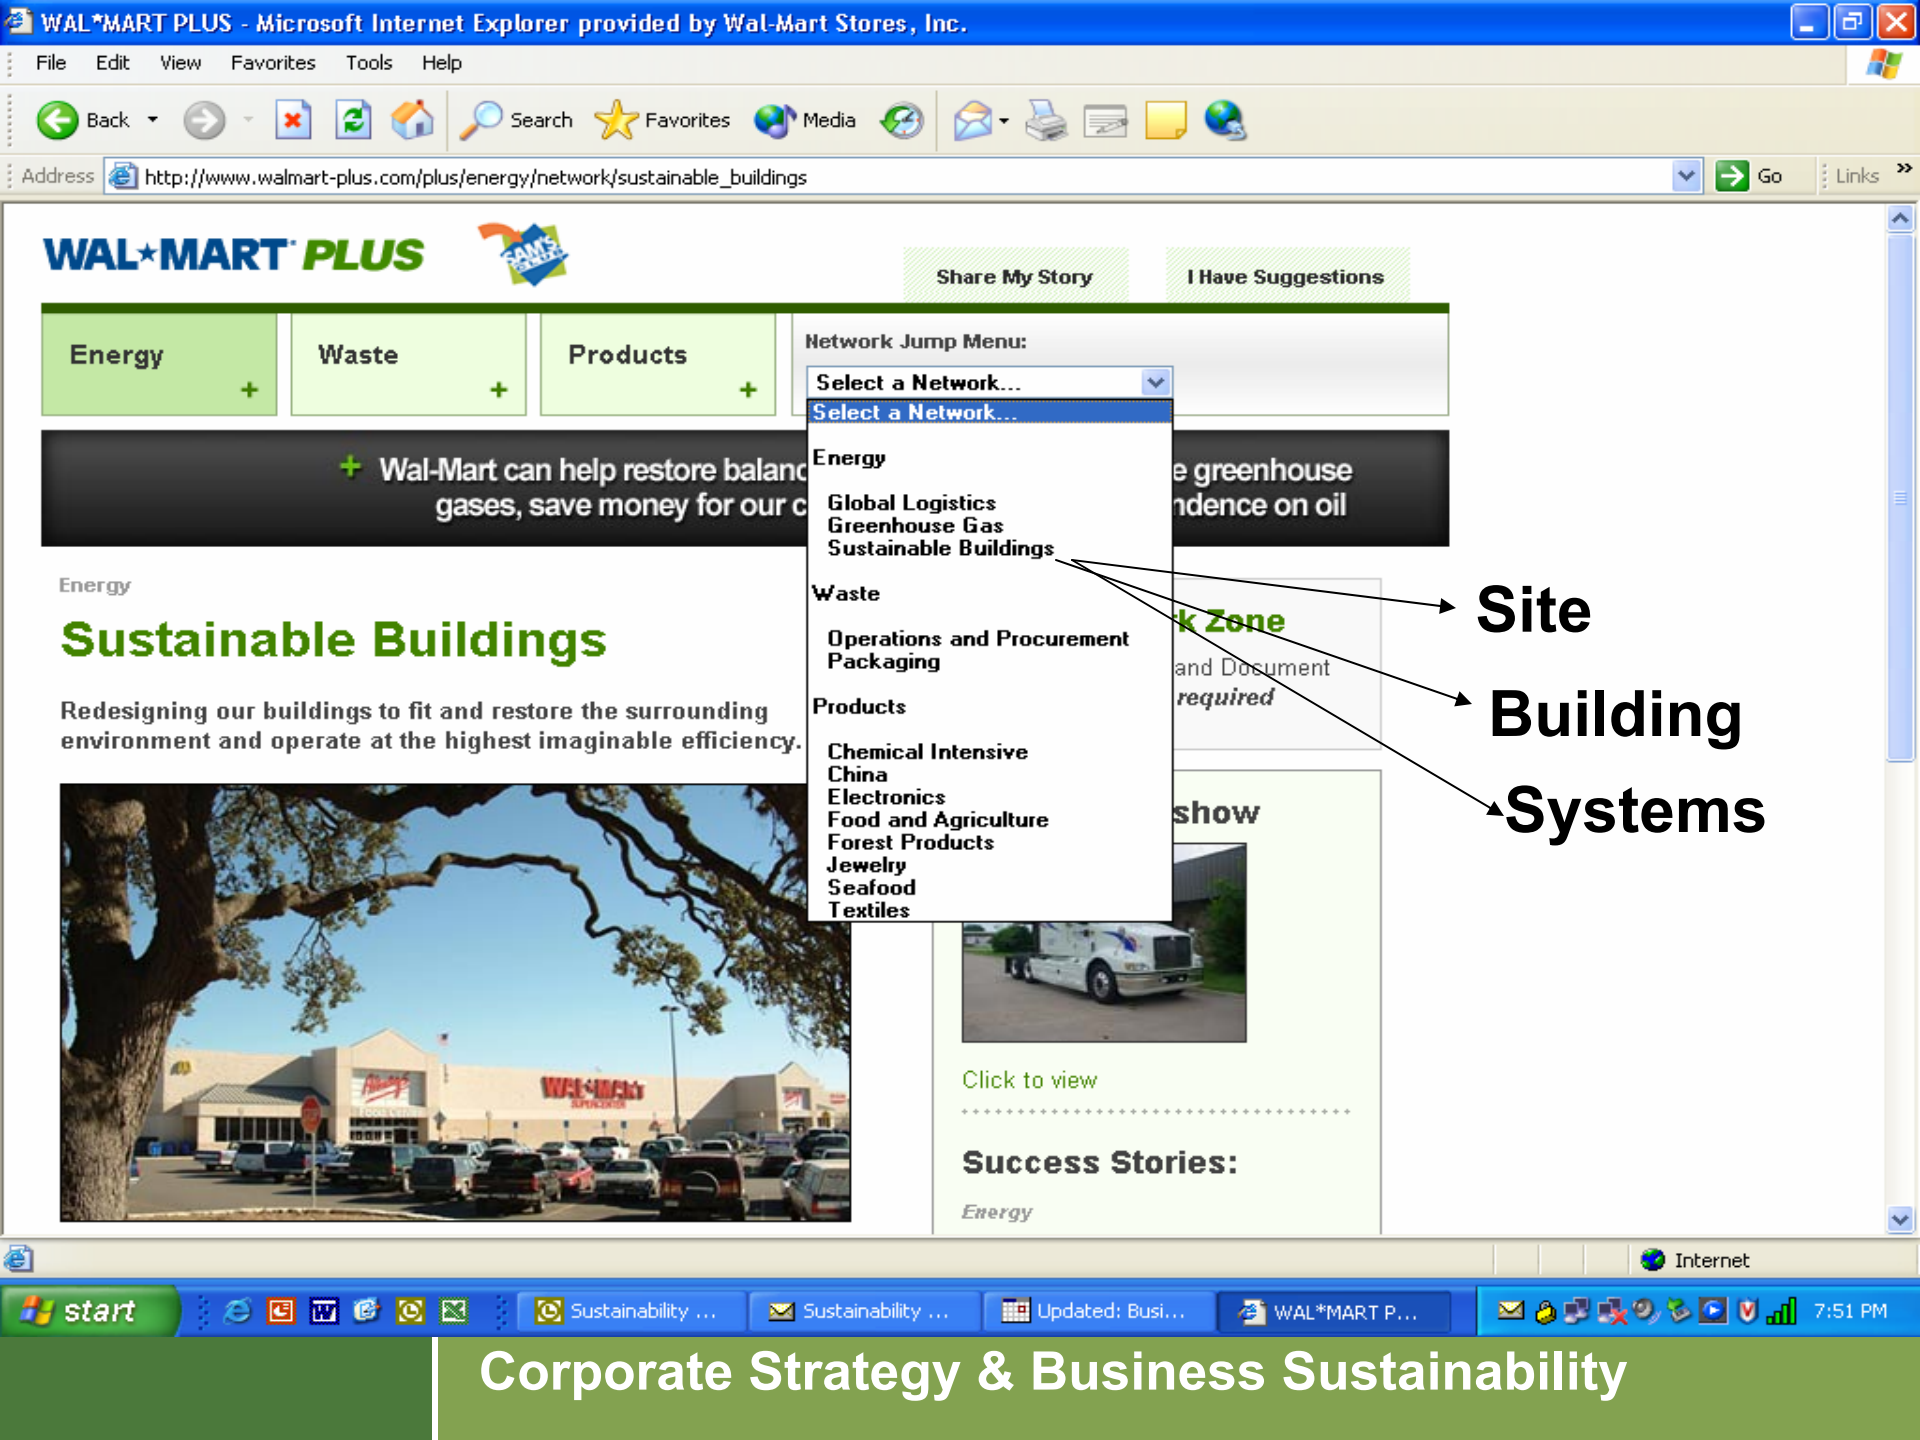 WAL*MART PLUS - Microsoft Internet Explorer provided by Wal-Mart Stores, Inc.
File Edit View Favorites Tools Help
Back Search Favorites Media
Address http://www.walmart-plus.com/plus/energy/network/sustainable_buildings Go Links »
WAL★MART PLUS SAM'S CLUB
Share My Story I Have Suggestions
Energy + Waste + Products +
Network Jump Menu:
Select a Network...
Select a Network...
Energy
Global Logistics
Greenhouse Gas
Sustainable Buildings
Waste
Operations and Procurement
Packaging
Products
Chemical Intensive
China
Electronics
Food and Agriculture
Forest Products
Jewelry
Seafood
Textiles
+ Wal-Mart can help restore greenhouse
gases, save money for our on oil
Energy
Sustainable Buildings
Redesigning our buildings to fit and restore the surrounding
environment and operate at the highest imaginable efficiency.
Always
WAL★MART
SUPERCENTER
Zone
and Document
required
show
Click to view
Success Stories:
Energy
Site
Building
Systems
Internet
start Sustainability ... Sustainability ... Updated: Busi... WAL*MART P... 7:51 PM
Corporate Strategy & Business Sustainability